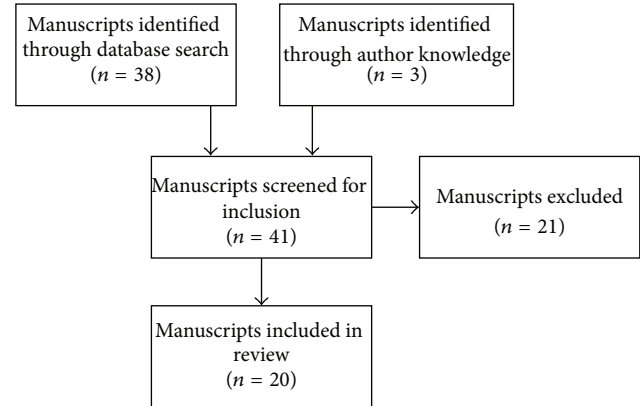 Manuscripts identified
through database search
(n = 38)
Manuscripts identified
through author knowledge
(n = 3)
Manuscripts screened for
inclusion
(n = 41)
Manuscripts excluded
(n = 21)
Manuscripts included in
review
(n = 20)